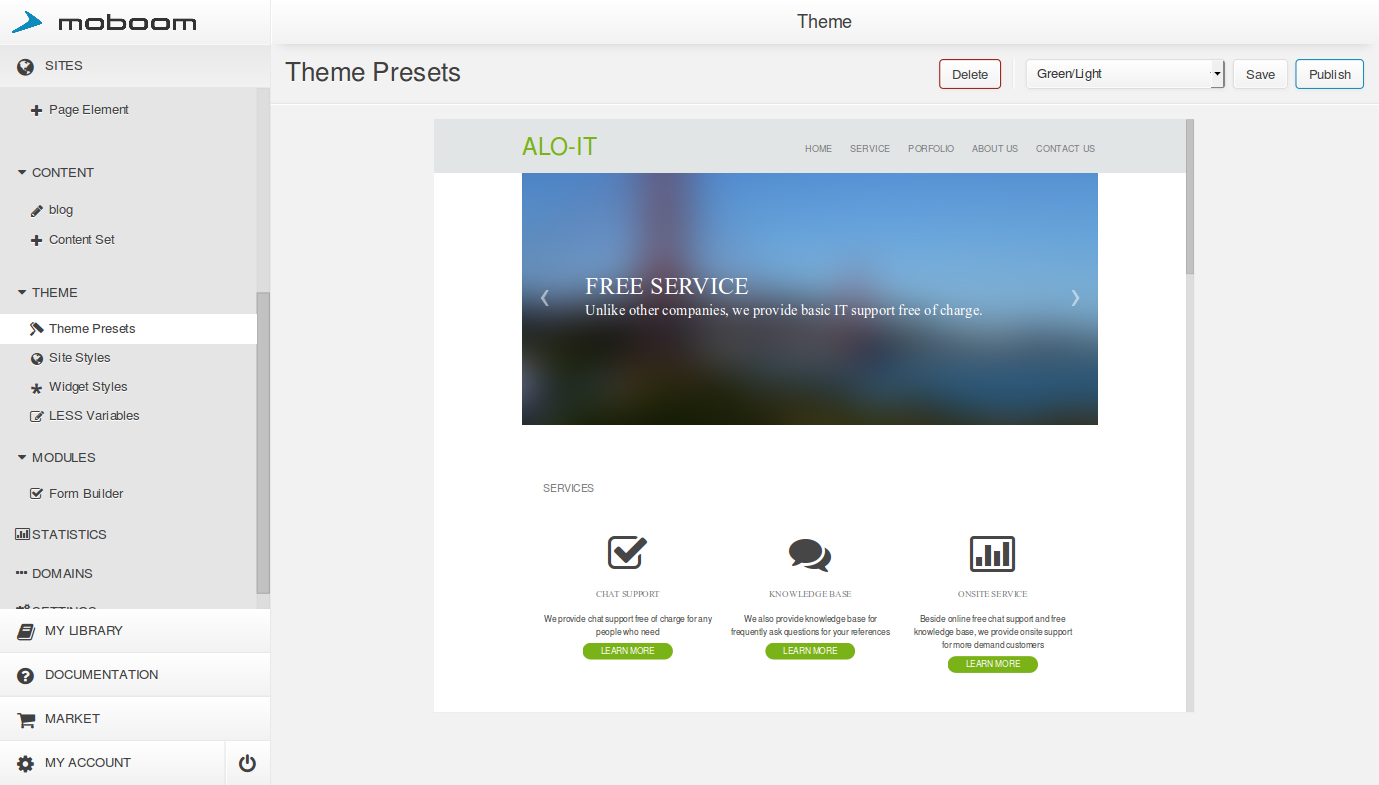 moboom
Theme
SITES
Page Element
CONTENT
blog
Content Set
THEME
Theme Presets
Site Styles
Widget Styles
LESS Variables
MODULES
Form Builder
STATISTICS
DOMAINS
SETTINGS
MY LIBRARY
DOCUMENTATION
MARKET
MY ACCOUNT
Theme Presets
Delete
Green/Light
Save
Publish
ALO-IT
HOME SERVICE PORFOLIO ABOUT US CONTACT US
FREE SERVICE
Unlike other companies, we provide basic IT support free of charge.
SERVICES
CHAT SUPPORT
We provide chat support free of charge for any
people who need
LEARN MORE
KNOWLEDGE BASE
We also provide knowledge base for
frequently ask questions for your references
LEARN MORE
ONSITE SERVICE
Beside online free chat support and free
knowledge base, we provide onsite support
for more demand customers
LEARN MORE